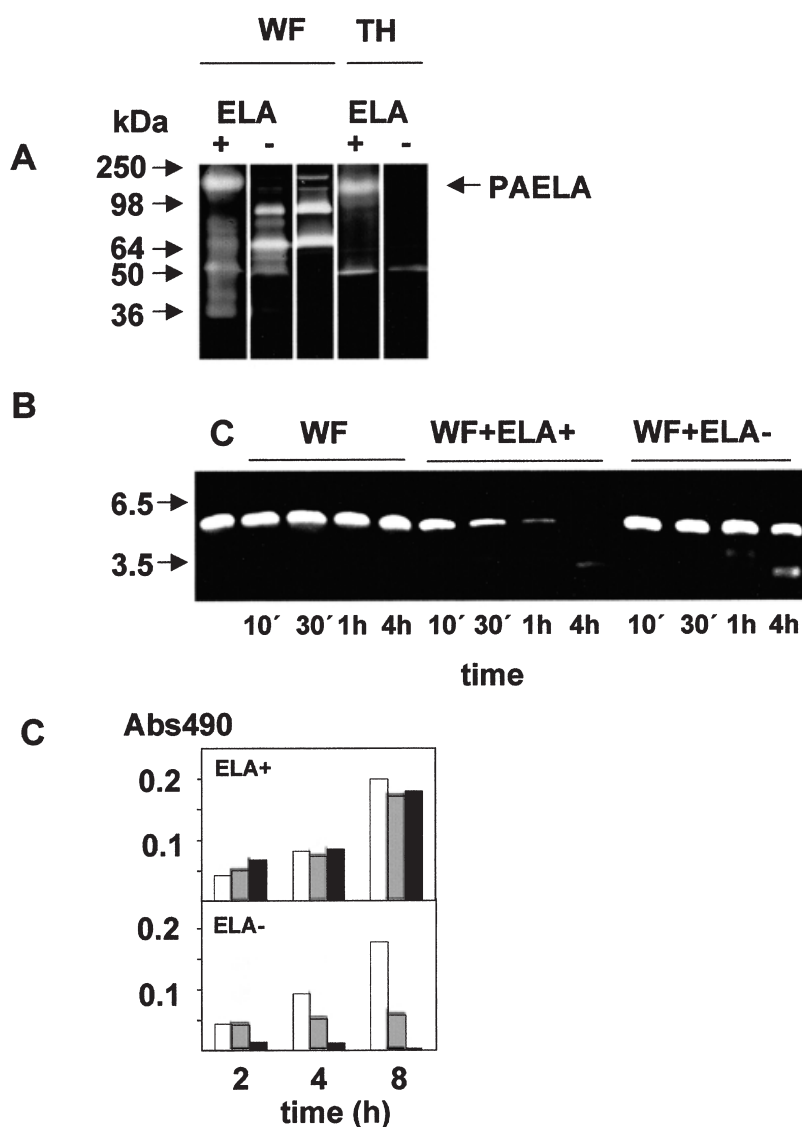 WF TH
kDa ELA ELA
+ - + -
A
250
98
64
50
36
PAELA
B
C WF WF+ELA+ WF+ELA-
6.5
3.5
10´ 30´ 1h 4h 10´ 30´ 1h 4h 10´ 30´ 1h 4h
time
C Abs490
ELA+
0.2
0.1
ELA-
0.2
0.1
2 4 8
time (h)